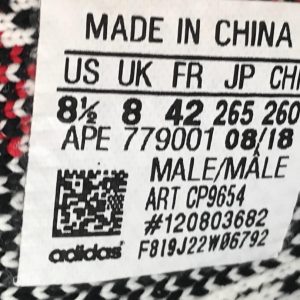 MADE IN CHINA
US UK FR JP CH
8½ 8 42 265 260
APE 779001 08/18
MALE/MÂLE
ART CP9654
#120803682
adidas F819J22W06792